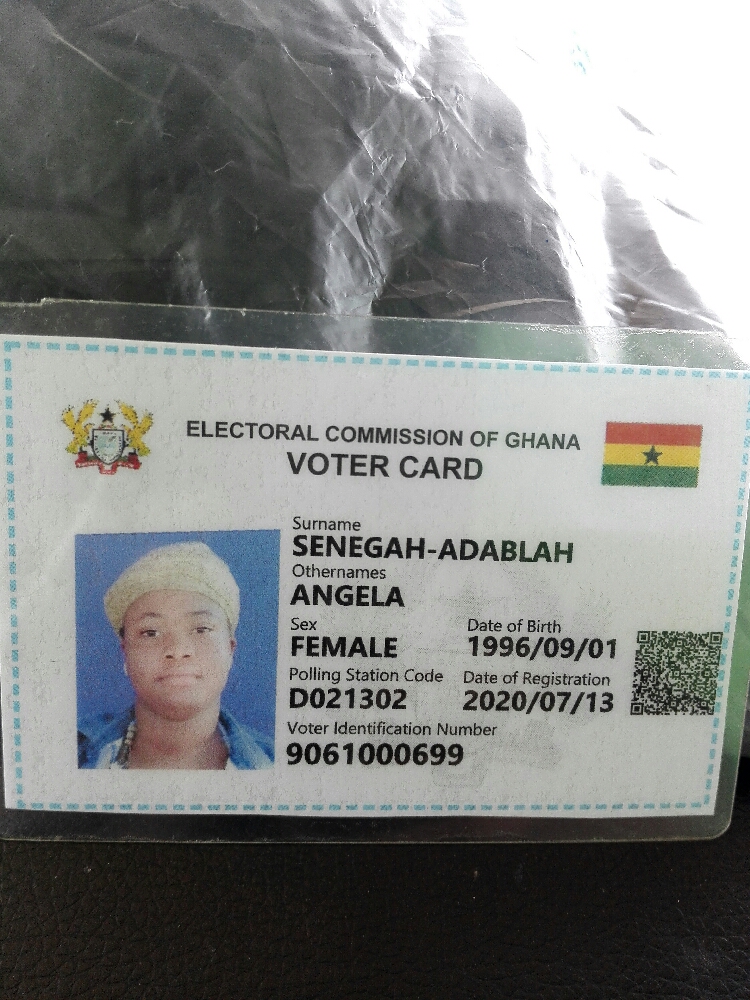 ELECTORAL COMMISSION OF GHANA
VOTER CARD
Surname
SENEGAH-ADABLAH
Othernames
ANGELA
Sex Date of Birth
FEMALE 1996/09/01
Polling Station Code Date of Registration
D021302 2020/07/13
Voter Identification Number
9061000699